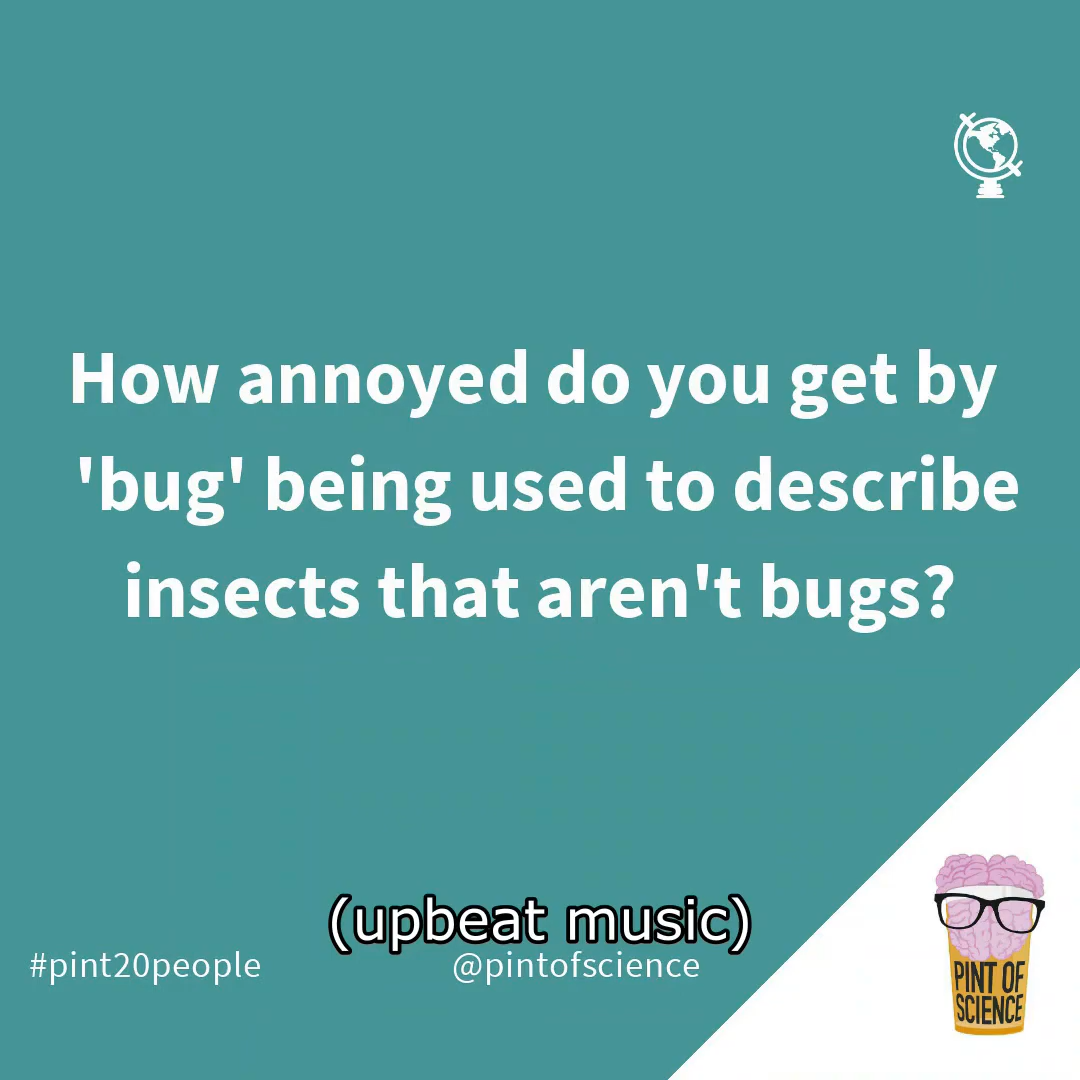 How annoyed do you get by
'bug' being used to describe
insects that aren't bugs?
(upbeat music)
#pint20people
@pintofscience
PINT OF
SCIENCE